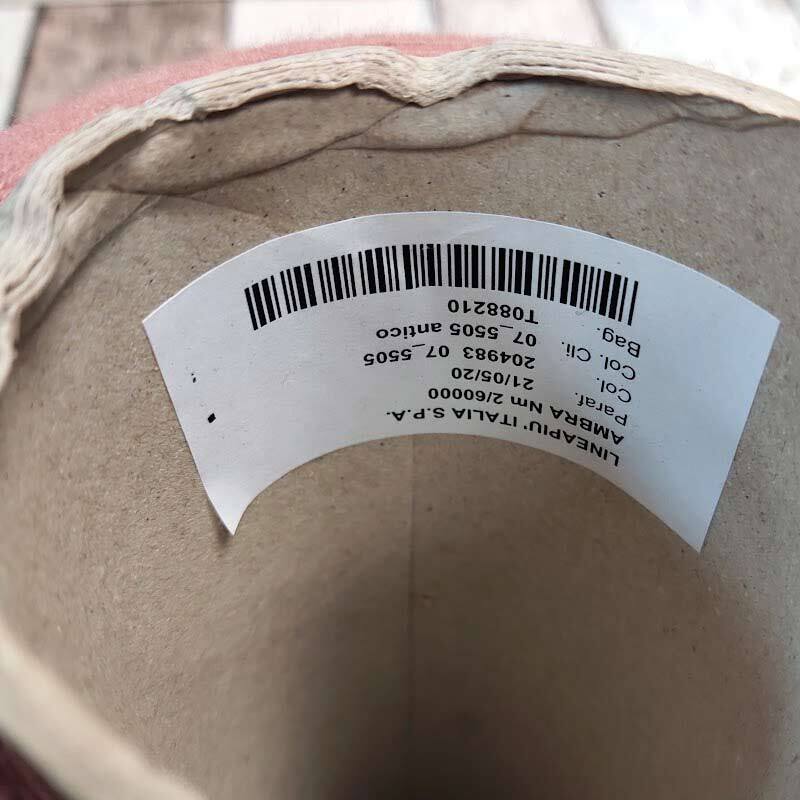 LINEAPIU' ITALIA S.P.A.
AMBRA Nm 2/60000
Paraf. 21/05/20
Col. 204983 07_5505
Col. Cli. 07_5505 antico
Bag. T088210